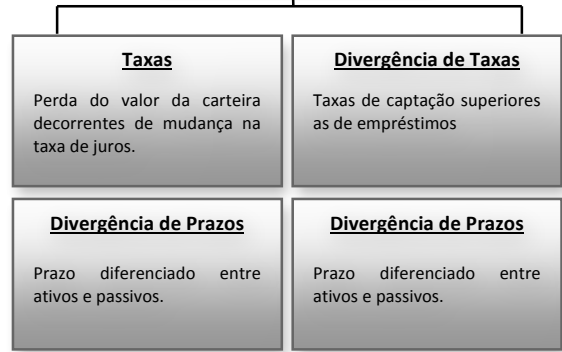 Taxas
Perda do valor da carteira
decorrentes de mudança na
taxa de juros.
Divergência de Taxas
Taxas de captação superiores
as de empréstimos
Divergência de Prazos
Prazo diferenciado entre
ativos e passivos.
Divergência de Prazos
Prazo diferenciado entre
ativos e passivos.